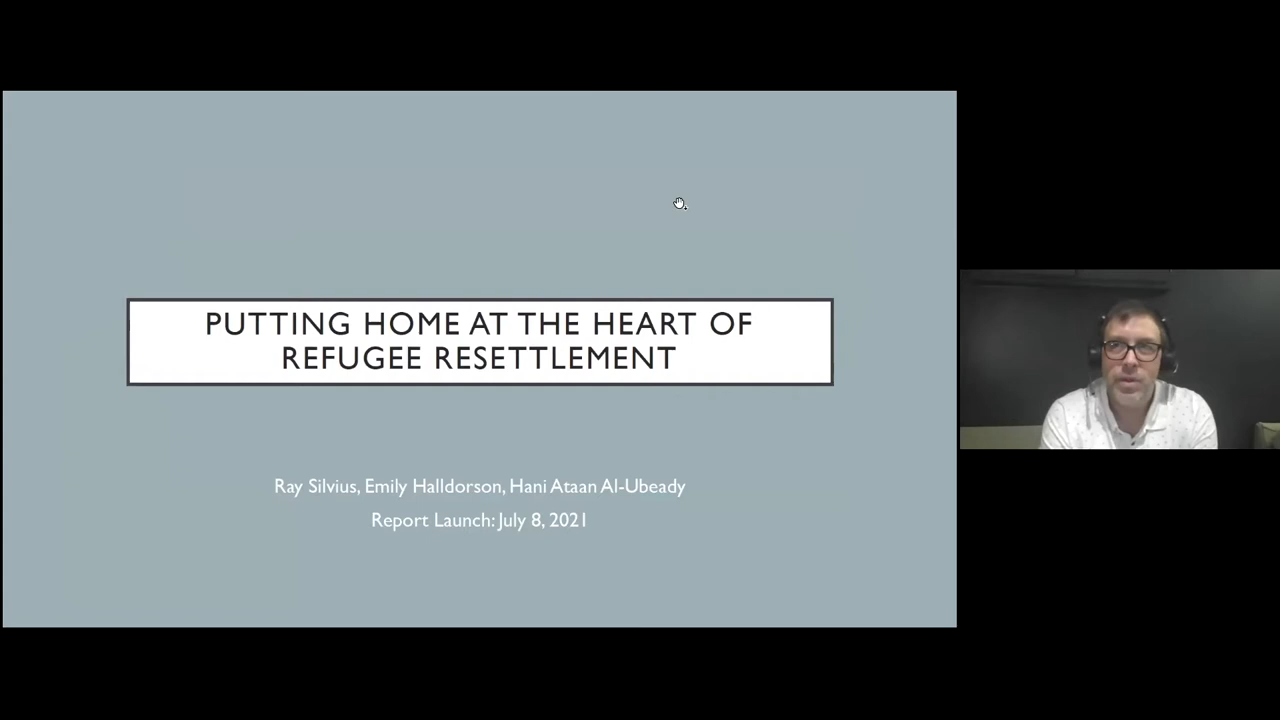 PUTTING HOME AT THE HEART OF
REFUGEE RESETTLEMENT
Ray Silvius, Emily Halldorson, Hani Ataan Al-Ubeady
Report Launch: July 8, 2021